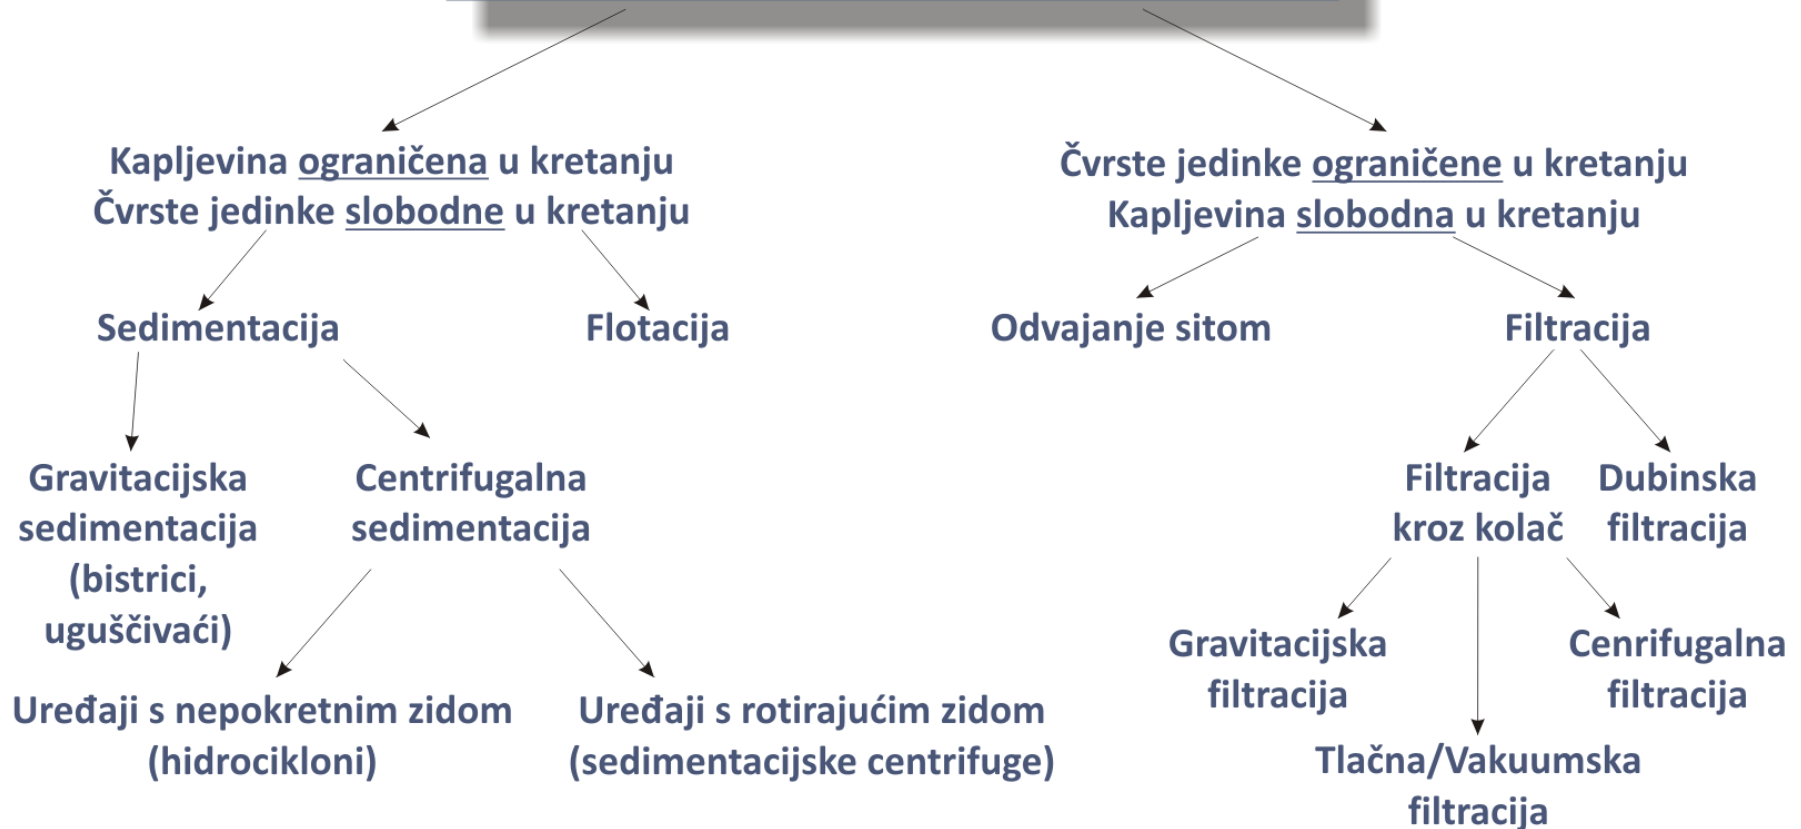 Kapljevina ograničena u kretanju
Čvrste jedinke slobodne u kretanju
Čvrste jedinke ograničene u kretanju
Kapljevina slobodna u kretanju
Sedimentacija
Flotacija
Odvajanje sitom
Filtracija
Gravitacijska
sedimentacija
(bistrici,
uguščivaći)
Centrifugalna
sedimentacija
Filtracija
kroz kolač
Dubinska
filtracija
Uređaji s nepokretnim zidom
(hidrocikloni)
Uređaji s rotirajućim zidom
(sedimentacijske centrifuge)
Gravitacijska
filtracija
Tlačna/Vakuumska
filtracija
Cenrifugalna
filtracija